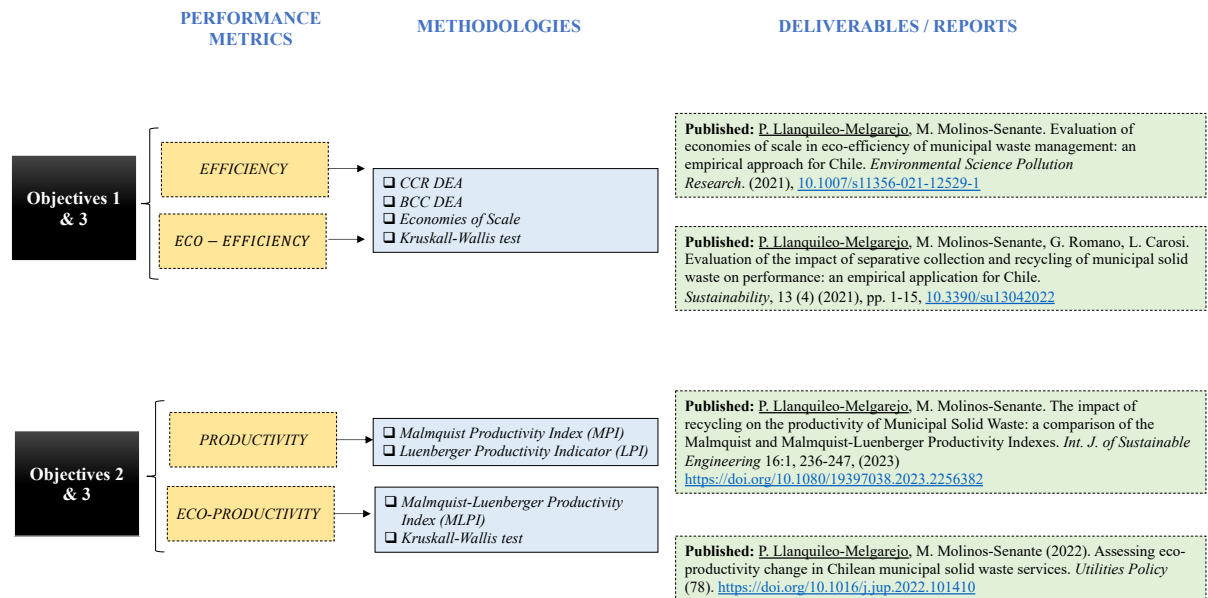 PERFORMANCE
METRICS
METHODOLOGIES
DELIVERABLES / REPORTS
Objectives 1
& 3
EFFICIENCY
ECO − EFFICIENCY
❑ CCR DEA
❑ BCC DEA
❑ Economies of Scale
❑ Kruskall-Wallis test
Published: P. Llanquileo-Melgarejo, M. Molinos-Senante. Evaluation of
economies of scale in eco-efficiency of municipal waste management: an
empirical approach for Chile. Environmental Science Pollution
Research. (2021), 10.1007/s11356-021-12529-1
Published: P. Llanquileo-Melgarejo, M. Molinos-Senante, G. Romano, L. Carosi.
Evaluation of the impact of separative collection and recycling of municipal solid
waste on performance: an empirical application for Chile.
Sustainability, 13 (4) (2021), pp. 1-15, 10.3390/su13042022
Objectives 2
& 3
PRODUCTIVITY
ECO-PRODUCTIVITY
❑ Malmquist Productivity Index (MPI)
❑ Luenberger Productivity Indicator (LPI)
❑ Malmquist-Luenberger Productivity
Index (MLPI)
❑ Kruskall-Wallis test
Published: P. Llanquileo-Melgarejo, M. Molinos-Senante. The impact of
recycling on the productivity of Municipal Solid Waste: a comparison of the
Malmquist and Malmquist-Luenberger Productivity Indexes. Int. J. of Sustainable
Engineering 16:1, 236-247, (2023)
https://doi.org/10.1080/19397038.2023.2256382
Published: P. Llanquileo-Melgarejo, M. Molinos-Senante (2022). Assessing eco-
productivity change in Chilean municipal solid waste services. Utilities Policy
(78). https://doi.org/10.1016/j.jup.2022.101410